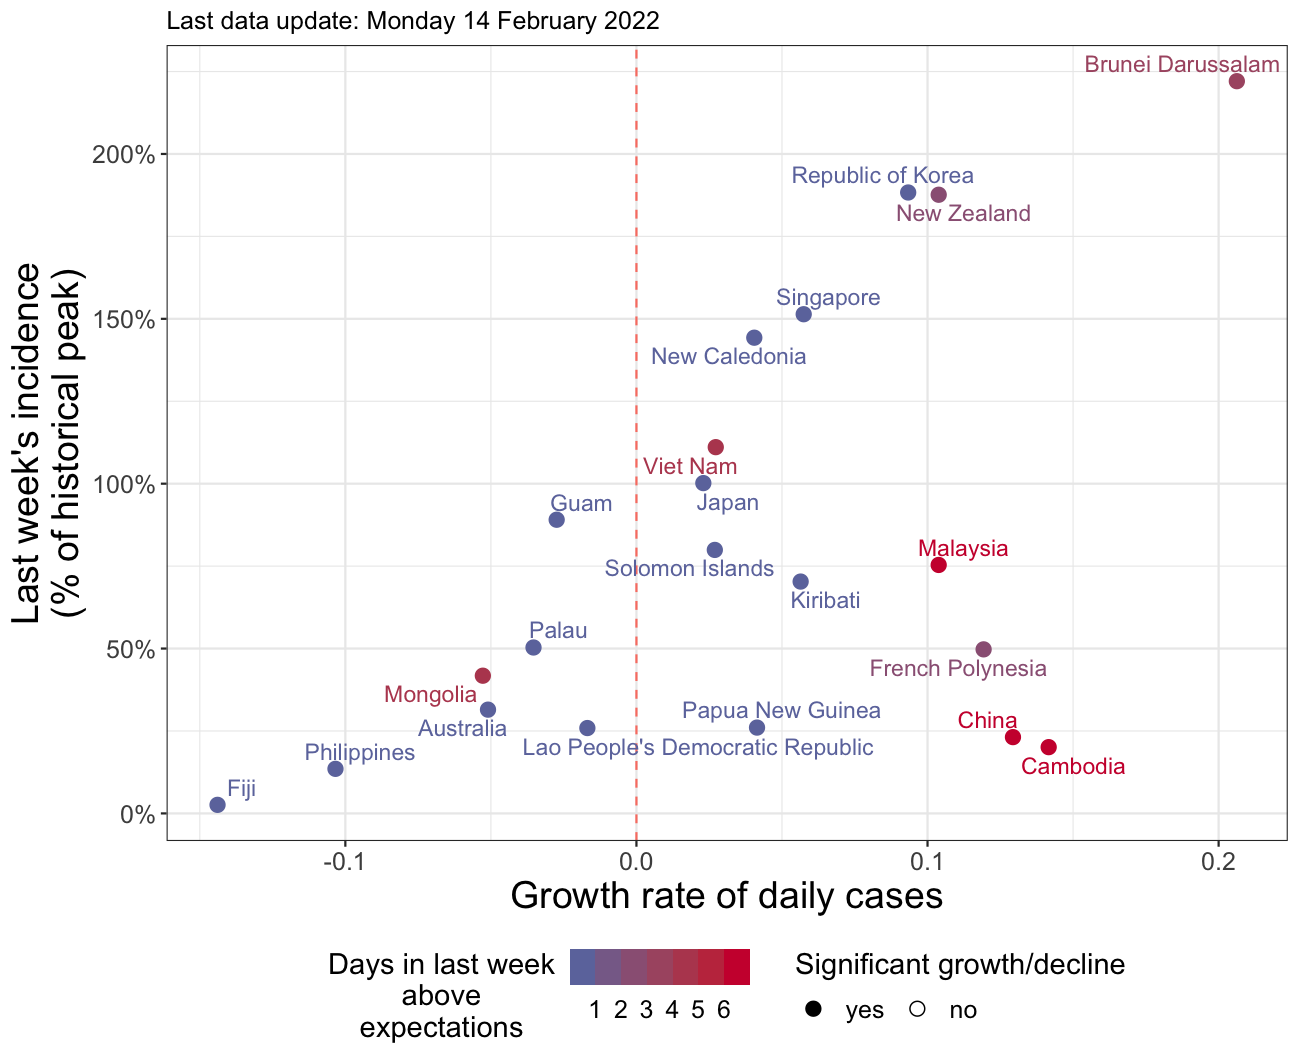 Last data update: Monday 14 February 2022
Brunei Darussalam
200%
Republic of Korea
New Zealand
Singapore
150%
New Caledonia
Viet Nam
100%
Japan
Guam
Malaysia
Solomon Islands
Kiribati
Palau
50%
French Polynesia
Mongolia
Papua New Guinea
China
Australia
Lao People's Democratic Republic
Philippines
Cambodia
Fiji
0%
Last week's incidence
(% of historical peak)
-0.1 0.0 0.1 0.2
Growth rate of daily cases
Days in last week
above
expectations
1 2 3 4 5 6
Significant growth/decline
yes no